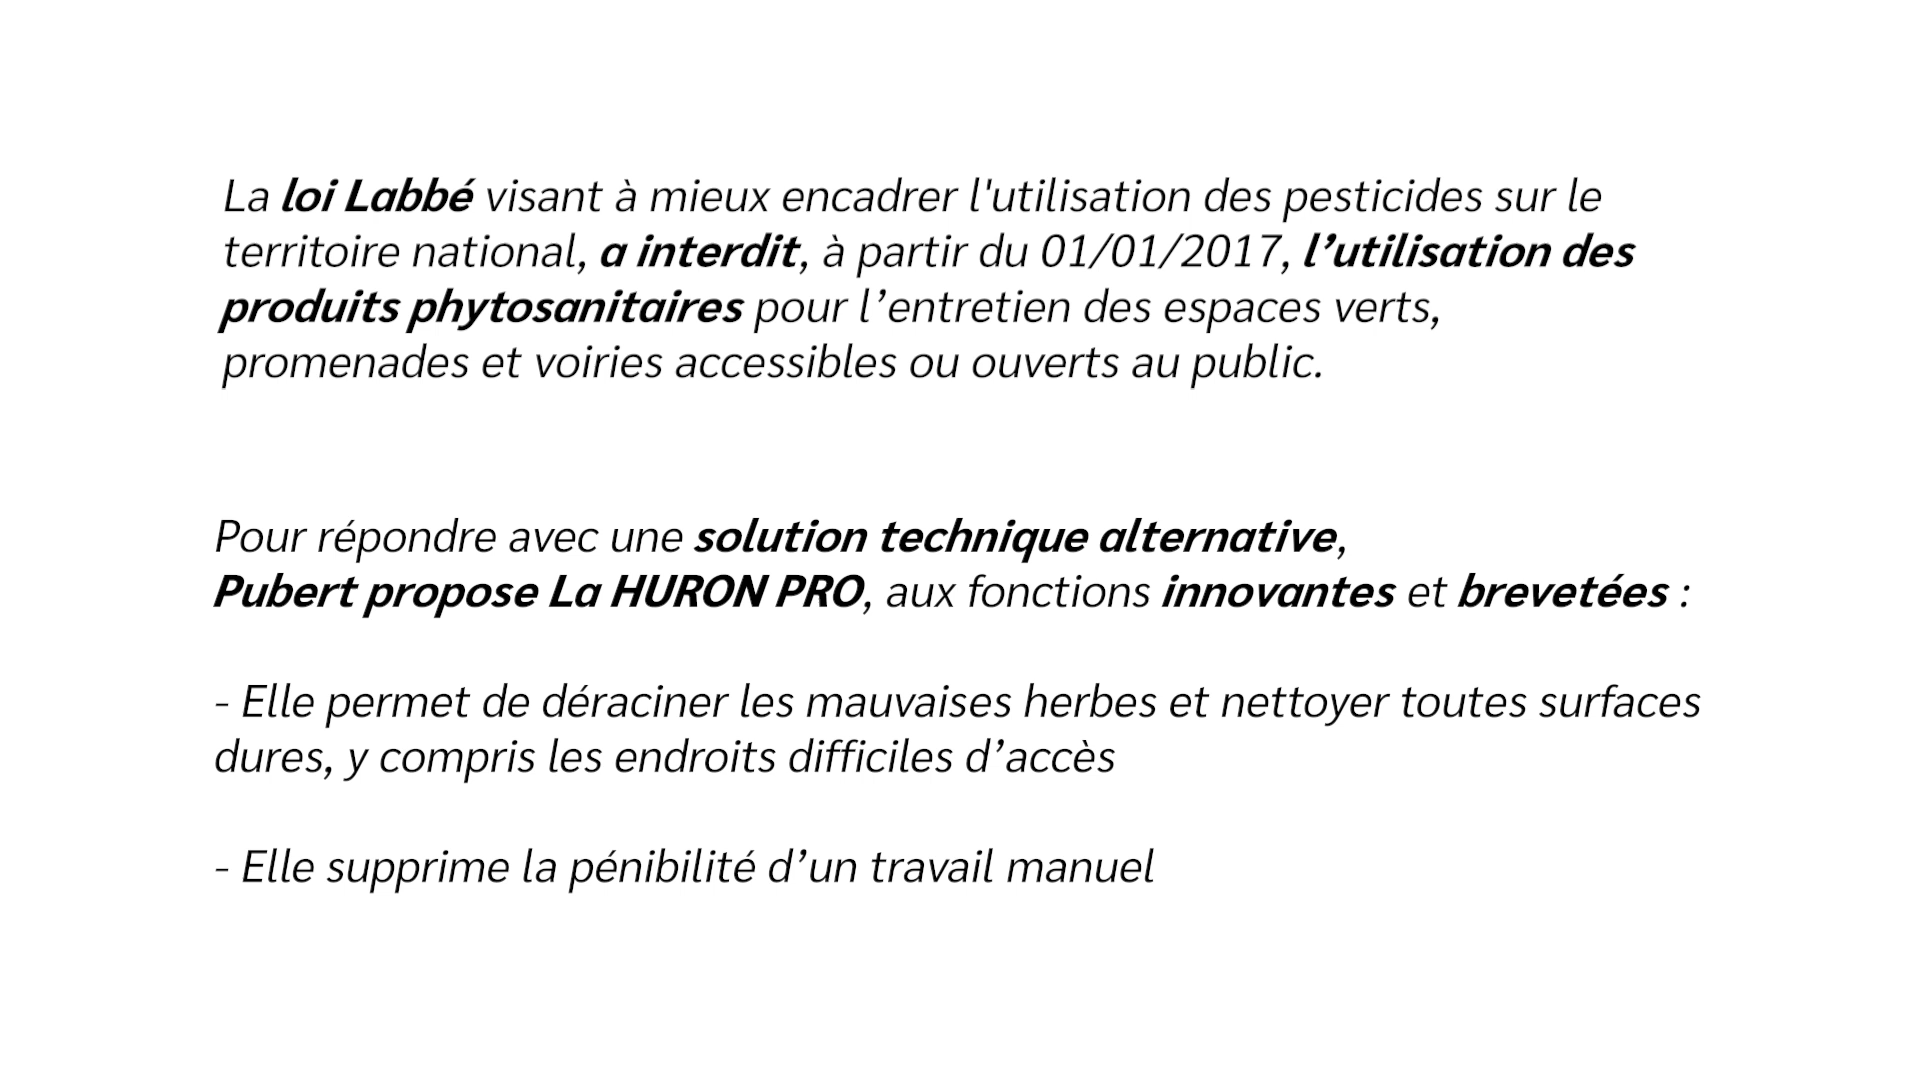 La loi Labbé visant à mieux encadrer l'utilisation des pesticides sur le
territoire national, a interdit, à partir du 01/01/2017, l’utilisation des
produits phytosanitaires pour l’entretien des espaces verts,
promenades et voiries accessibles ou ouverts au public.
Pour répondre avec une solution technique alternative,
Pubert propose La HURON PRO, aux fonctions innovantes et brevetées :
- Elle permet de déraciner les mauvaises herbes et nettoyer toutes surfaces
dures, y compris les endroits difficiles d’accès
- Elle supprime la pénibilité d’un travail manuel